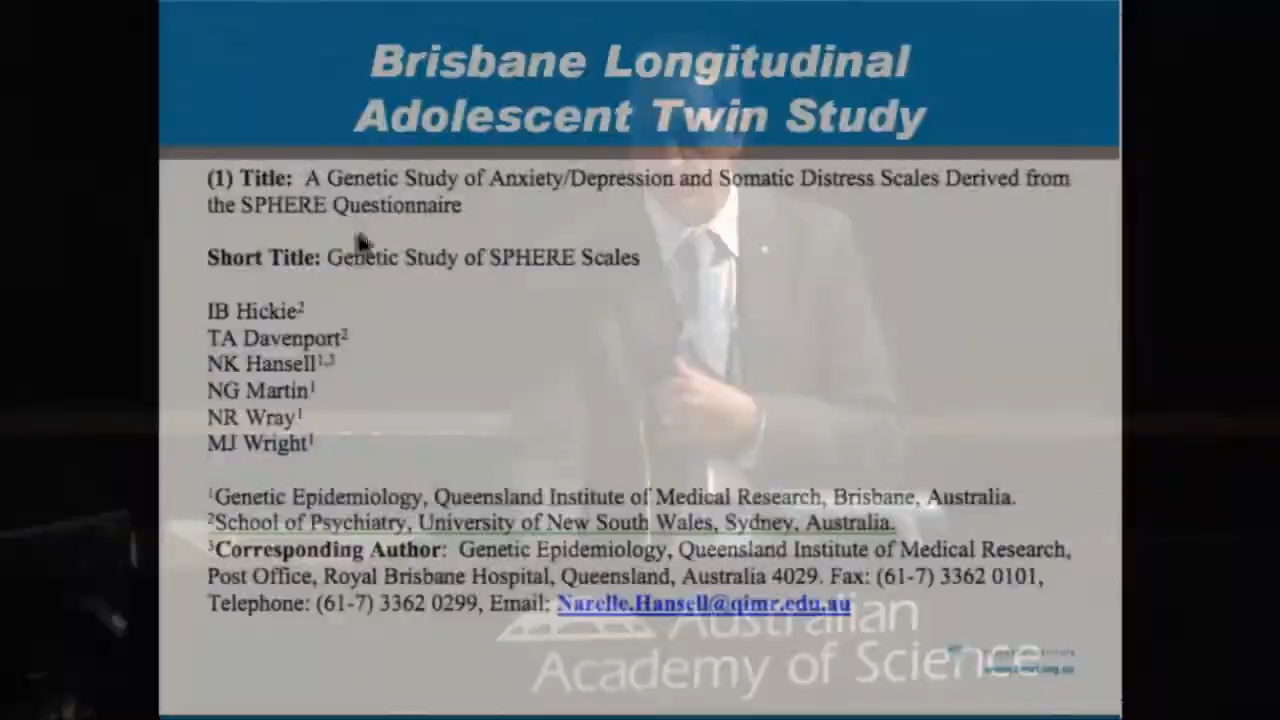 Brisbane Longitudinal
Adolescent Twin Study
(1) Title: A Genetic Study of Anxiety/Depression and Somatic Distress Scales Derived from
the SPHERE Questionnaire
Short Title: Genetic Study of SPHERE Scales
IB Hickie²
TA Davenport²
NK Hansell¹,³
NG Martin¹
NR Wray¹
MJ Wright¹
¹Genetic Epidemiology, Queensland Institute of Medical Research, Brisbane, Australia.
²School of Psychiatry, University of New South Wales, Sydney, Australia.
³Corresponding Author: Genetic Epidemiology, Queensland Institute of Medical Research,
Post Office, Royal Brisbane Hospital, Queensland, Australia 4029. Fax: (61-7) 3362 0101,
Telephone: (61-7) 3362 0299, Email: Narelle.Hansell@qimr.edu.au
Australian
Academy of Science